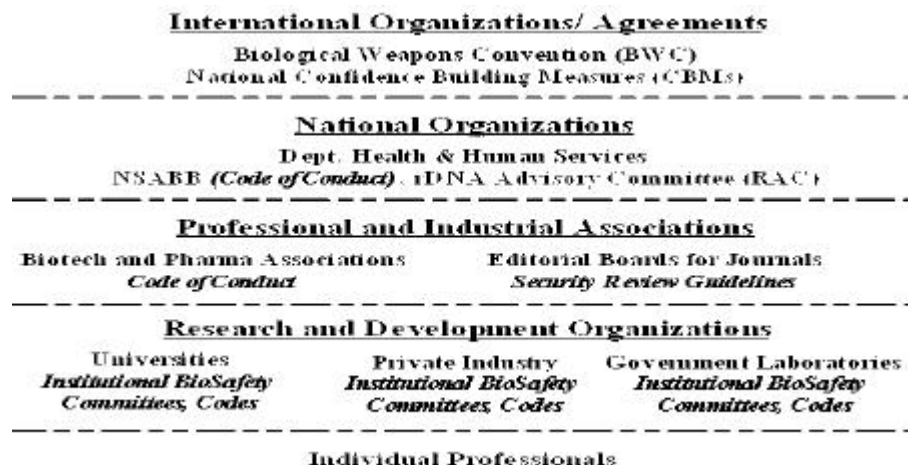 International Organizations/ Agreements
Biological Weapons Convention (BWC)
National Confidence Building Measures (CBMs)
National Organizations
Dept. Health & Human Services
NSABB (Code of Conduct), rDNA Advisory Committee (RAC)
Professional and Industrial Associations
Biotech and Pharma Associations Editorial Boards for Journals
Code of Conduct Security Review Guidelines
Research and Development Organizations
Universities Private Industry Government Laboratories
Institutional BioSafety Institutional BioSafety Institutional BioSafety
Committees, Codes Committees, Codes Committees, Codes
Individual Professionals